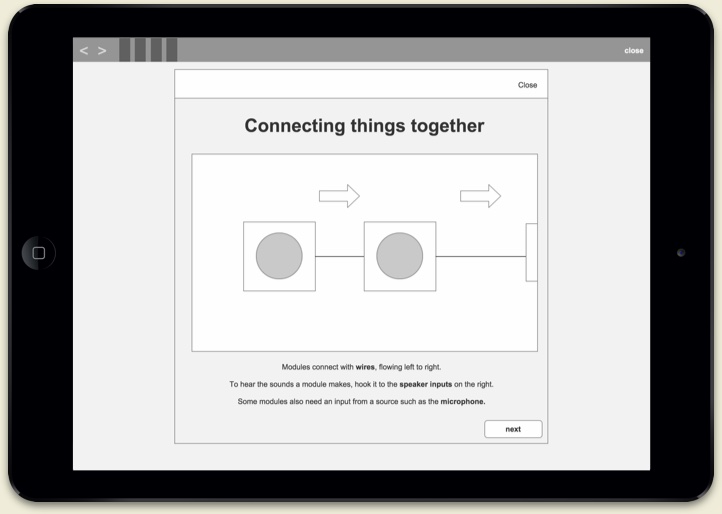 < >
close
Close
Connecting things together
Modules connect with wires, flowing left to right.
To hear the sounds a module makes, hook it to the speaker inputs on the right.
Some modules also need an input from a source such as the microphone.
next